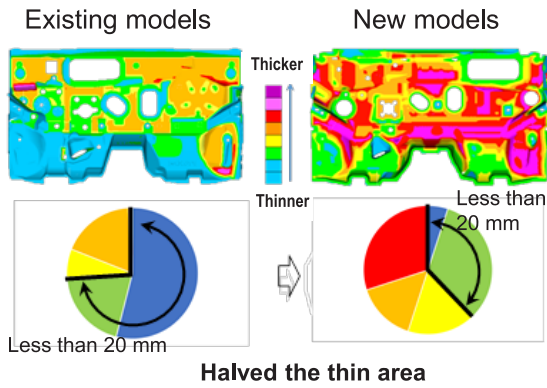 Existing models
New models
Thicker
Thinner
Less than
20 mm
Less than 20 mm
Halved the thin area